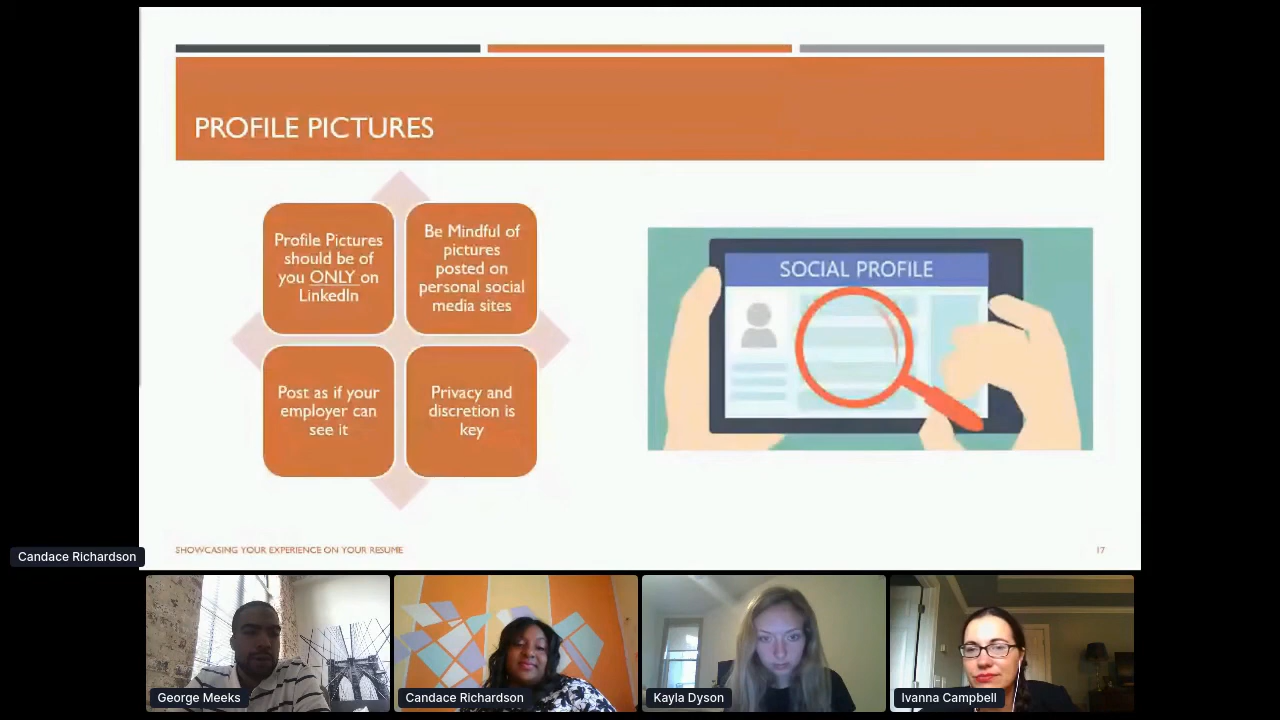 PROFILE PICTURES
Profile Pictures
should be of
you ONLY on
LinkedIn
Be Mindful of
pictures
posted on
personal social
media sites
Post as if your
employer can
see it
Privacy and
discretion is
key
SOCIAL PROFILE
SHOWCASING YOUR EXPERIENCE ON YOUR RESUME
17
Candace Richardson
George Meeks
Candace Richardson
Kayla Dyson
Ivanna Campbell